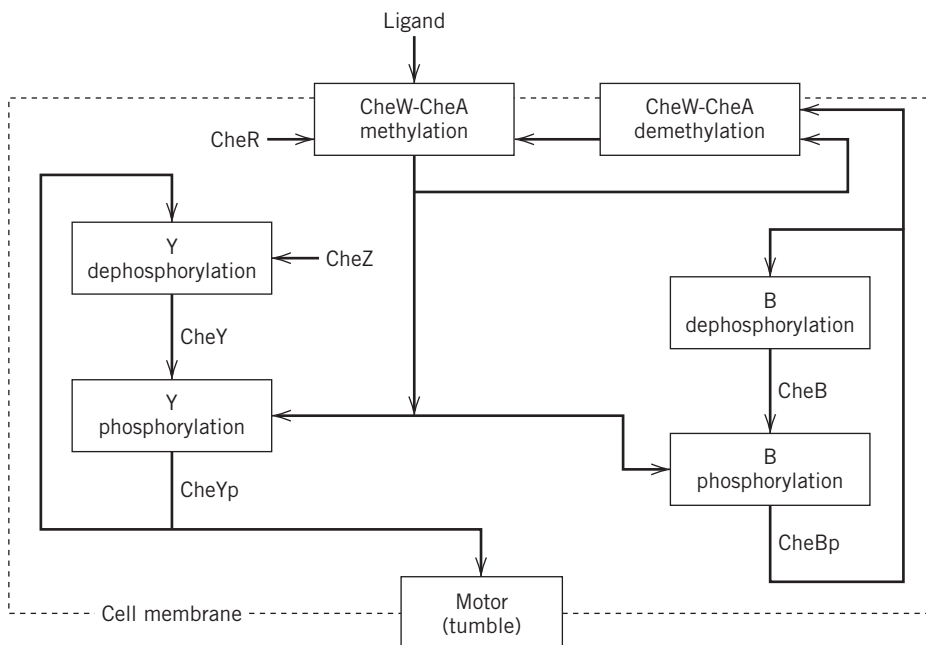 Ligand
CheW-CheA
methylation
CheW-CheA
demethylation
CheR
Y
dephosphorylation
CheZ
B
dephosphorylation
CheY
CheB
Y
phosphorylation
B
phosphorylation
CheYp
CheBp
Cell membrane
Motor
(tumble)